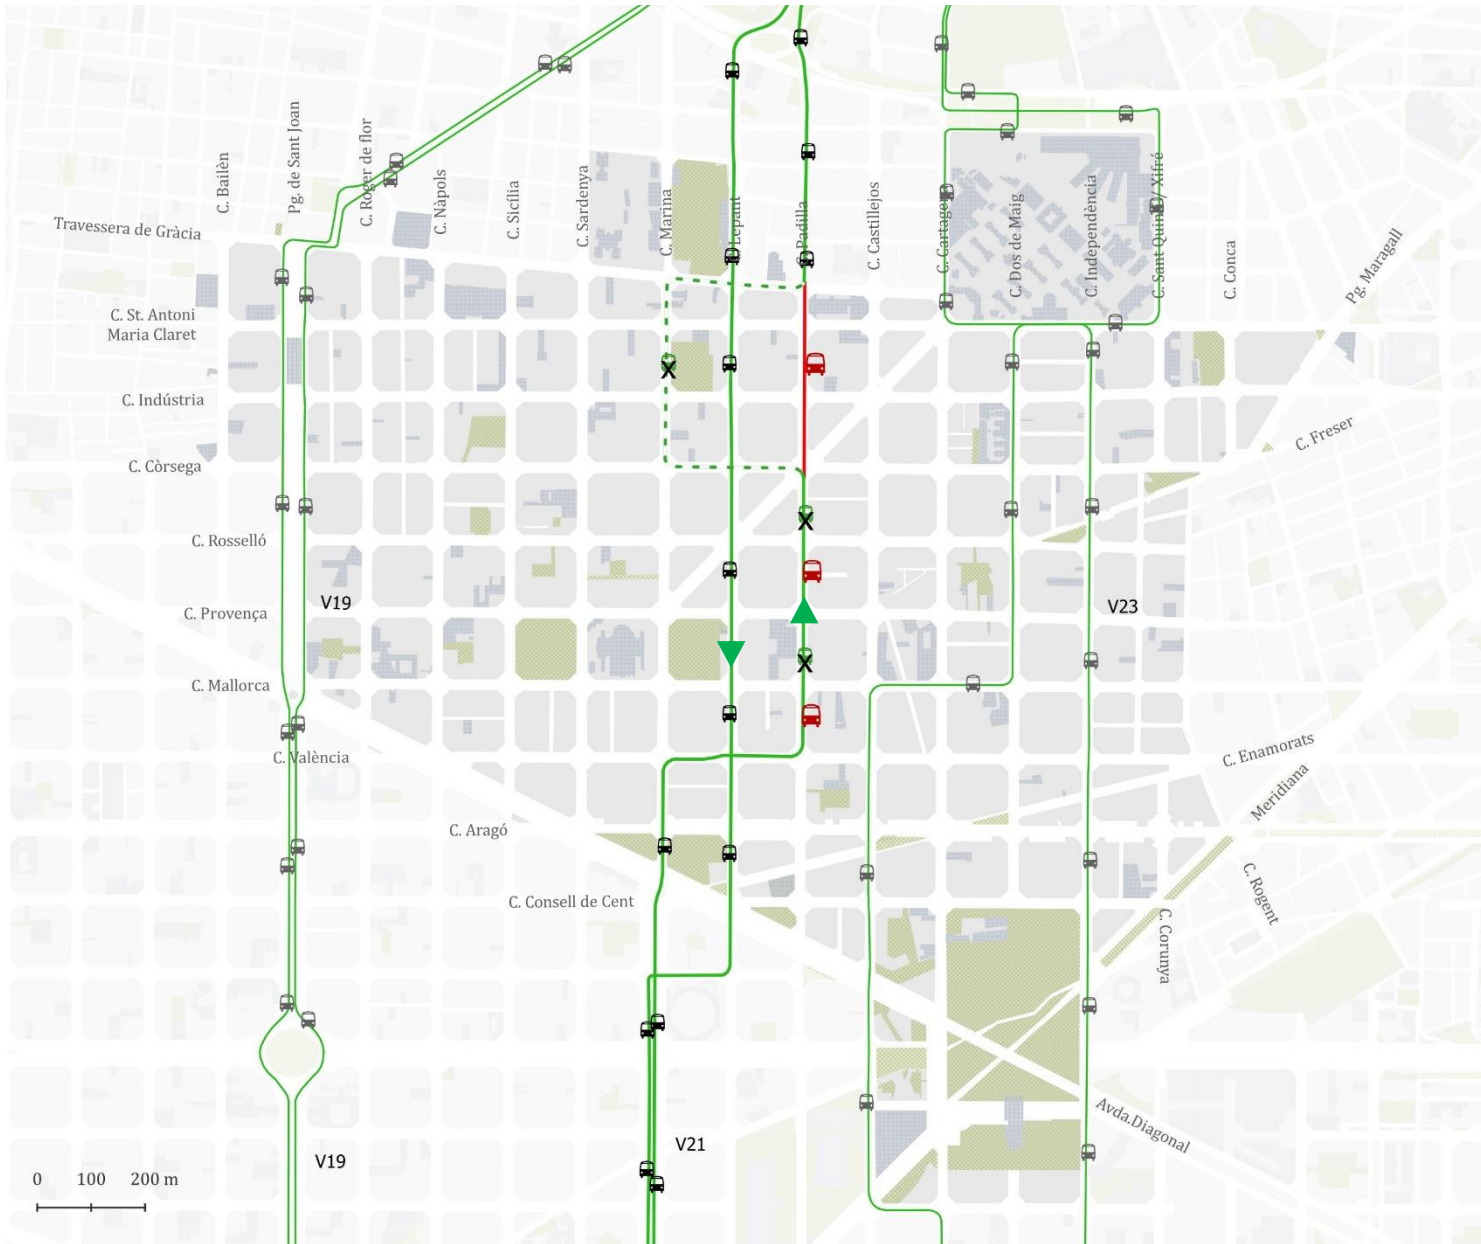 C. Bailèn
Pg. de Sant Joan
C. Roger de flor
C. Nàpols
C. Sicília
C. Sardenya
C. Marina
Lepant
C. Padilla
C. Castillejos
C. Cartagena
C. Dos de Maig
C. Independència
C. Sant Quintí / Xifré
C. Conca
Pg. Maragall
Travessera de Gràcia
C. St. Antoni
Maria Claret
C. Indústria
C. Freser
C. Còrsega
C. Rosselló
V19
V23
C. Provença
C. Mallorca
C. València
C. Enamorats
Meridiana
C. Aragó
C. Consell de Cent
C. Rogent
C. Corunya
Avda.Diagonal
V21
V19
0 100 200 m